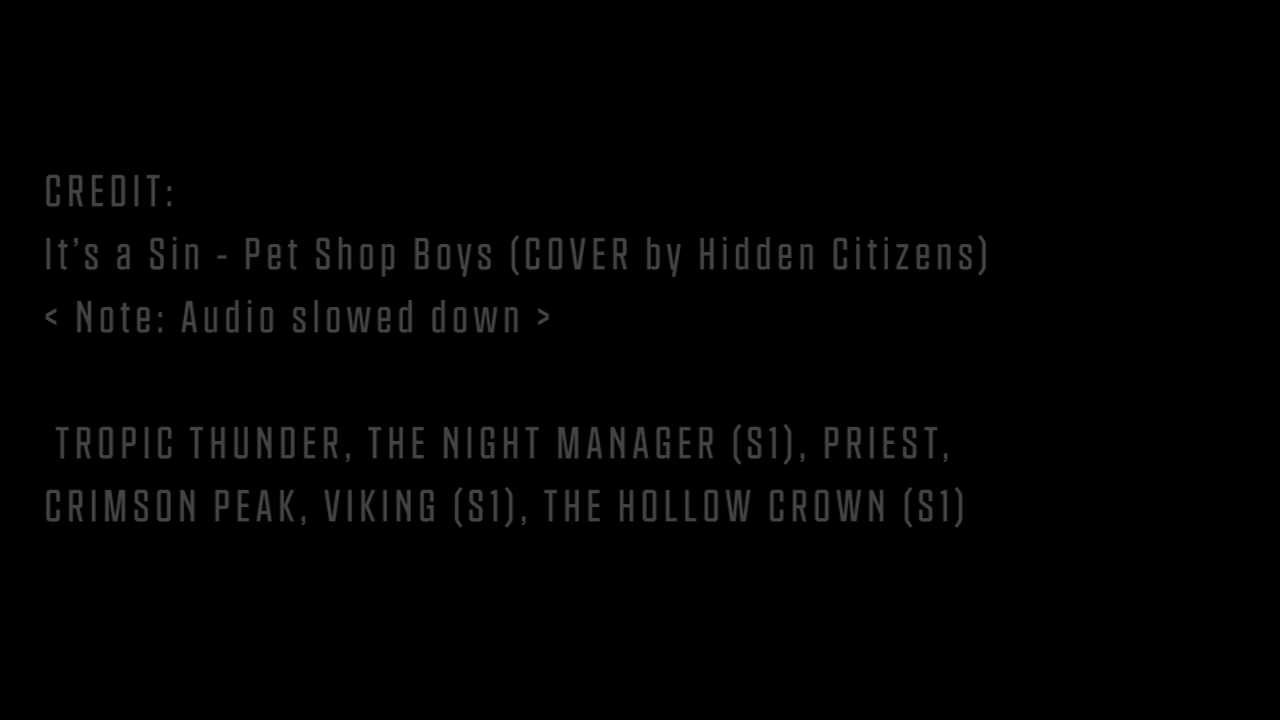 CREDIT:
It’s a Sin - Pet Shop Boys (COVER by Hidden Citizens)
< Note: Audio slowed down >
TROPIC THUNDER, THE NIGHT MANAGER (S1), PRIEST,
CRIMSON PEAK, VIKING (S1), THE HOLLOW CROWN (S1)